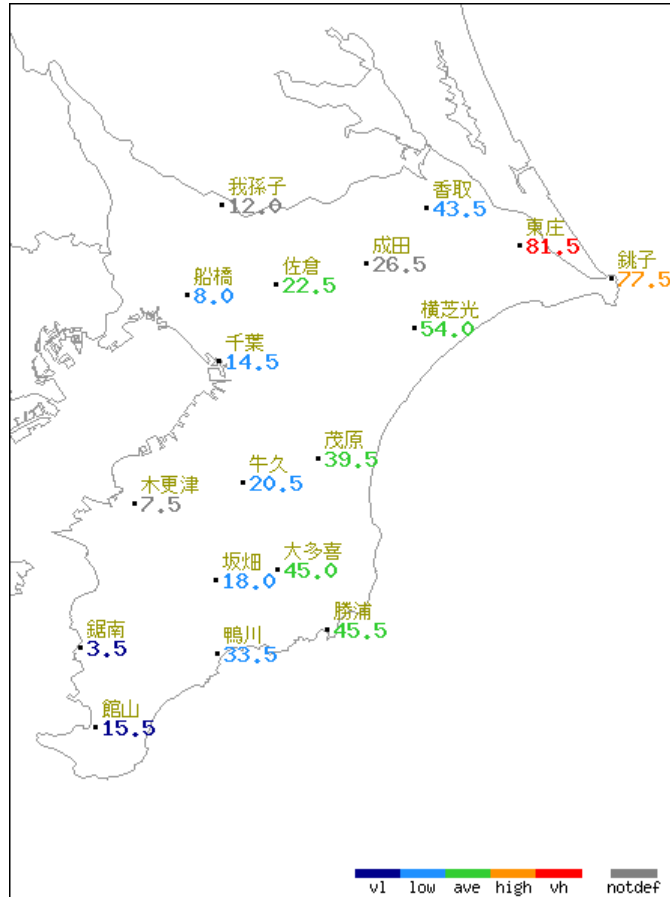 我孫子
12.0
香取
43.5
東庄
81.5
成田
26.5
銚子
77.5
船橋
8.0
佐倉
22.5
横芝光
54.0
千葉
14.5
茂原
39.5
牛久
20.5
木更津
7.5
大多喜
45.0
坂畑
18.0
勝浦
45.5
鋸南
3.5
鴨川
33.5
館山
15.5
vl low ave high vh notdef